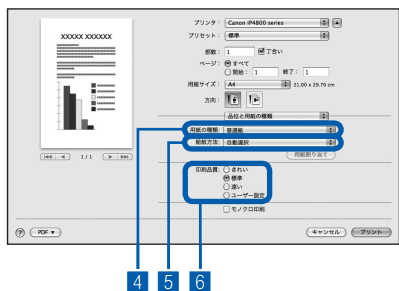 プリンタ： Canon iP4800 series
プリセット： 標準
部数： 1 丁合い
ページ： すべて
開始： 1 終了： 1
用紙サイズ： A4 21.00 x 29.70 cm
方向：
XXXXX XXXXXX
品位と用紙の種類
用紙の種類： 普通紙
給紙方法： 自動選択
用紙割り当て
1/1
印刷品質： きれい
標準
速い
ユーザー設定
モノクロ印刷
? PDF キャンセル プリント
4 5 6